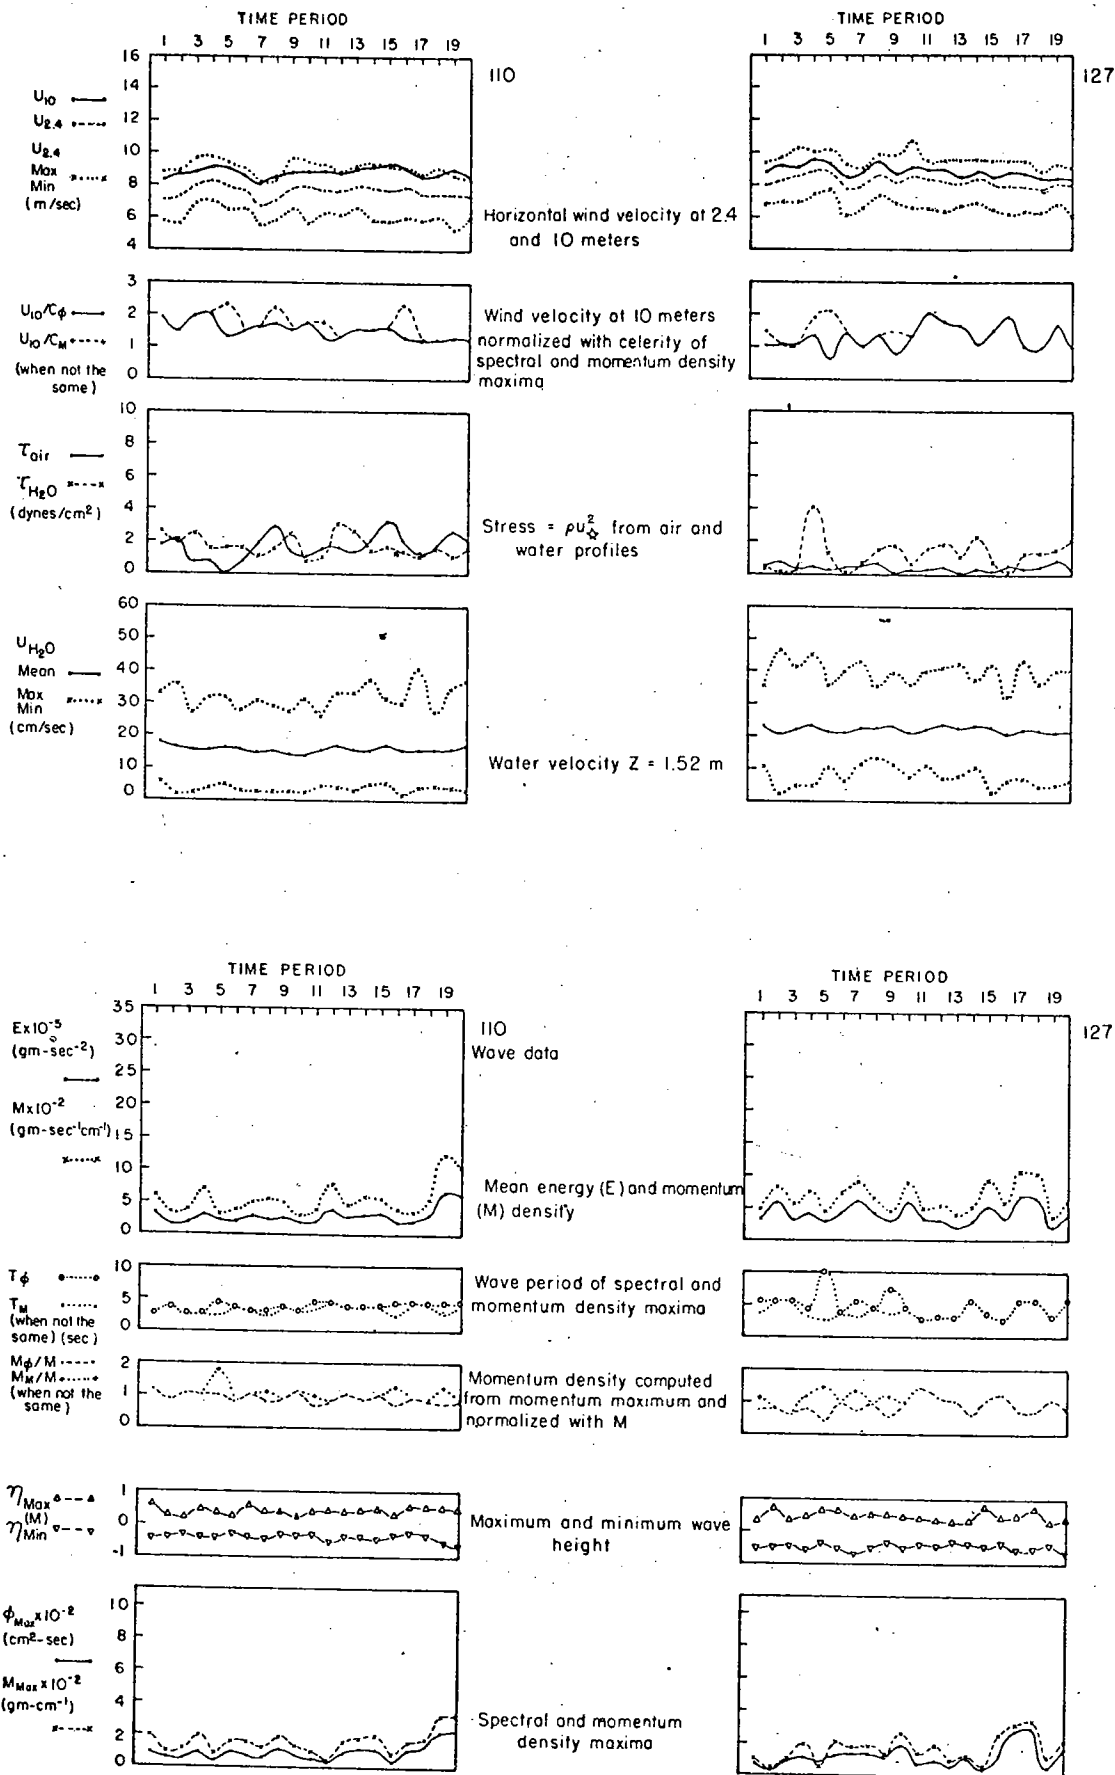 TIME PERIOD
1 3 5 7 9 11 13 15 17 19
16
14
12
10
8
6
4
U10
U2.4
U2.4
Max
Min
(m/sec)
110
Horizontal wind velocity at 2.4
and 10 meters
TIME PERIOD
1 3 5 7 9 11 13 15 17 19
127
3
2
1
0
U10/Cϕ
U10/CM
(when not the
same)
Wind velocity at 10 meters
normalized with celerity of
spectral and momentum density
maxima
10
8
6
4
2
0
τair
τH2O
(dynes/cm²)
Stress = ρu☆² from air and
water profiles
60
50
40
30
20
10
0
UH2O
Mean
Max
Min
(cm/sec)
Water velocity Z = 1.52 m
TIME PERIOD
1 3 5 7 9 11 13 15 17 19
35
30
25
20
15
10
5
0
Ex10⁻⁵
(gm-sec⁻²)
Mx10⁻²
(gm-sec⁻¹cm⁻¹)
110
Wave data
Mean energy (E) and momentum
(M) density
TIME PERIOD
1 3 5 7 9 11 13 15 17 19
127
10
5
0
Tϕ
TM
(when not the
same) (sec)
Wave period of spectral and
momentum density maxima
2
1
0
Mϕ/M
MM/M
(when not the
same)
Momentum density computed
from momentum maximum and
normalized with M
1
0
-1
ηMax
(M)
ηMin
Maximum and minimum wave
height
10
8
6
4
2
0
ϕMax x10⁻²
(cm²-sec)
MMax x10⁻²
(gm-cm⁻¹)
Spectral and momentum
density maxima